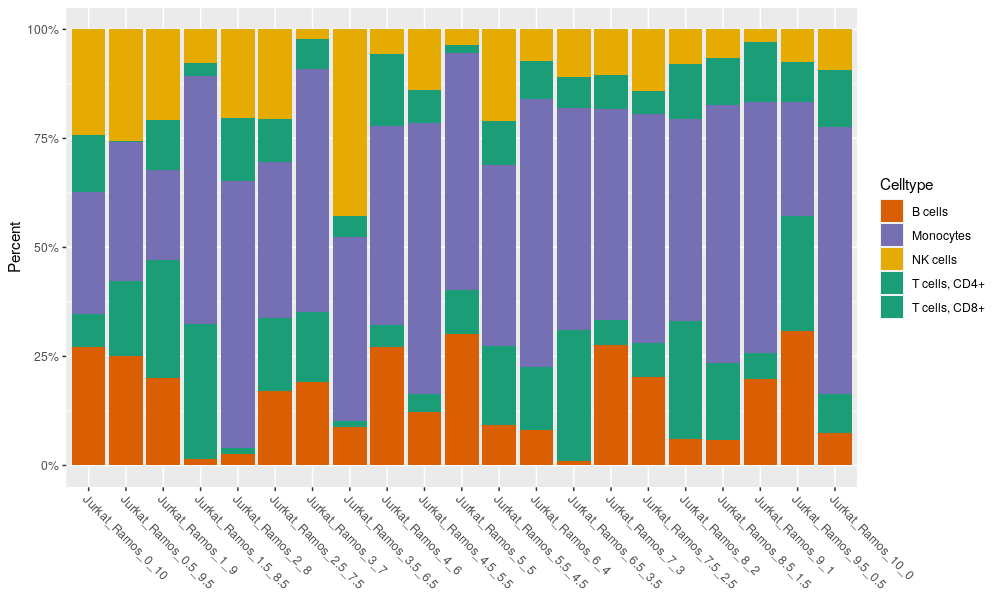 100%
75%
50%
25%
0%
Percent
Jurkat_Ramos_0_10
Jurkat_Ramos_0.5_9.5
Jurkat_Ramos_1_9
Jurkat_Ramos_1.5_8.5
Jurkat_Ramos_2_8
Jurkat_Ramos_2.5_7.5
Jurkat_Ramos_3_7
Jurkat_Ramos_3.5_6.5
Jurkat_Ramos_4_6
Jurkat_Ramos_4.5_5.5
Jurkat_Ramos_5_5
Jurkat_Ramos_5.5_4.5
Jurkat_Ramos_6_4
Jurkat_Ramos_6.5_3.5
Jurkat_Ramos_7_3
Jurkat_Ramos_7.5_2.5
Jurkat_Ramos_8_2
Jurkat_Ramos_8.5_1.5
Jurkat_Ramos_9_1
Jurkat_Ramos_9.5_0.5
Jurkat_Ramos_10_0
Celltype
B cells
Monocytes
NK cells
T cells, CD4+
T cells, CD8+